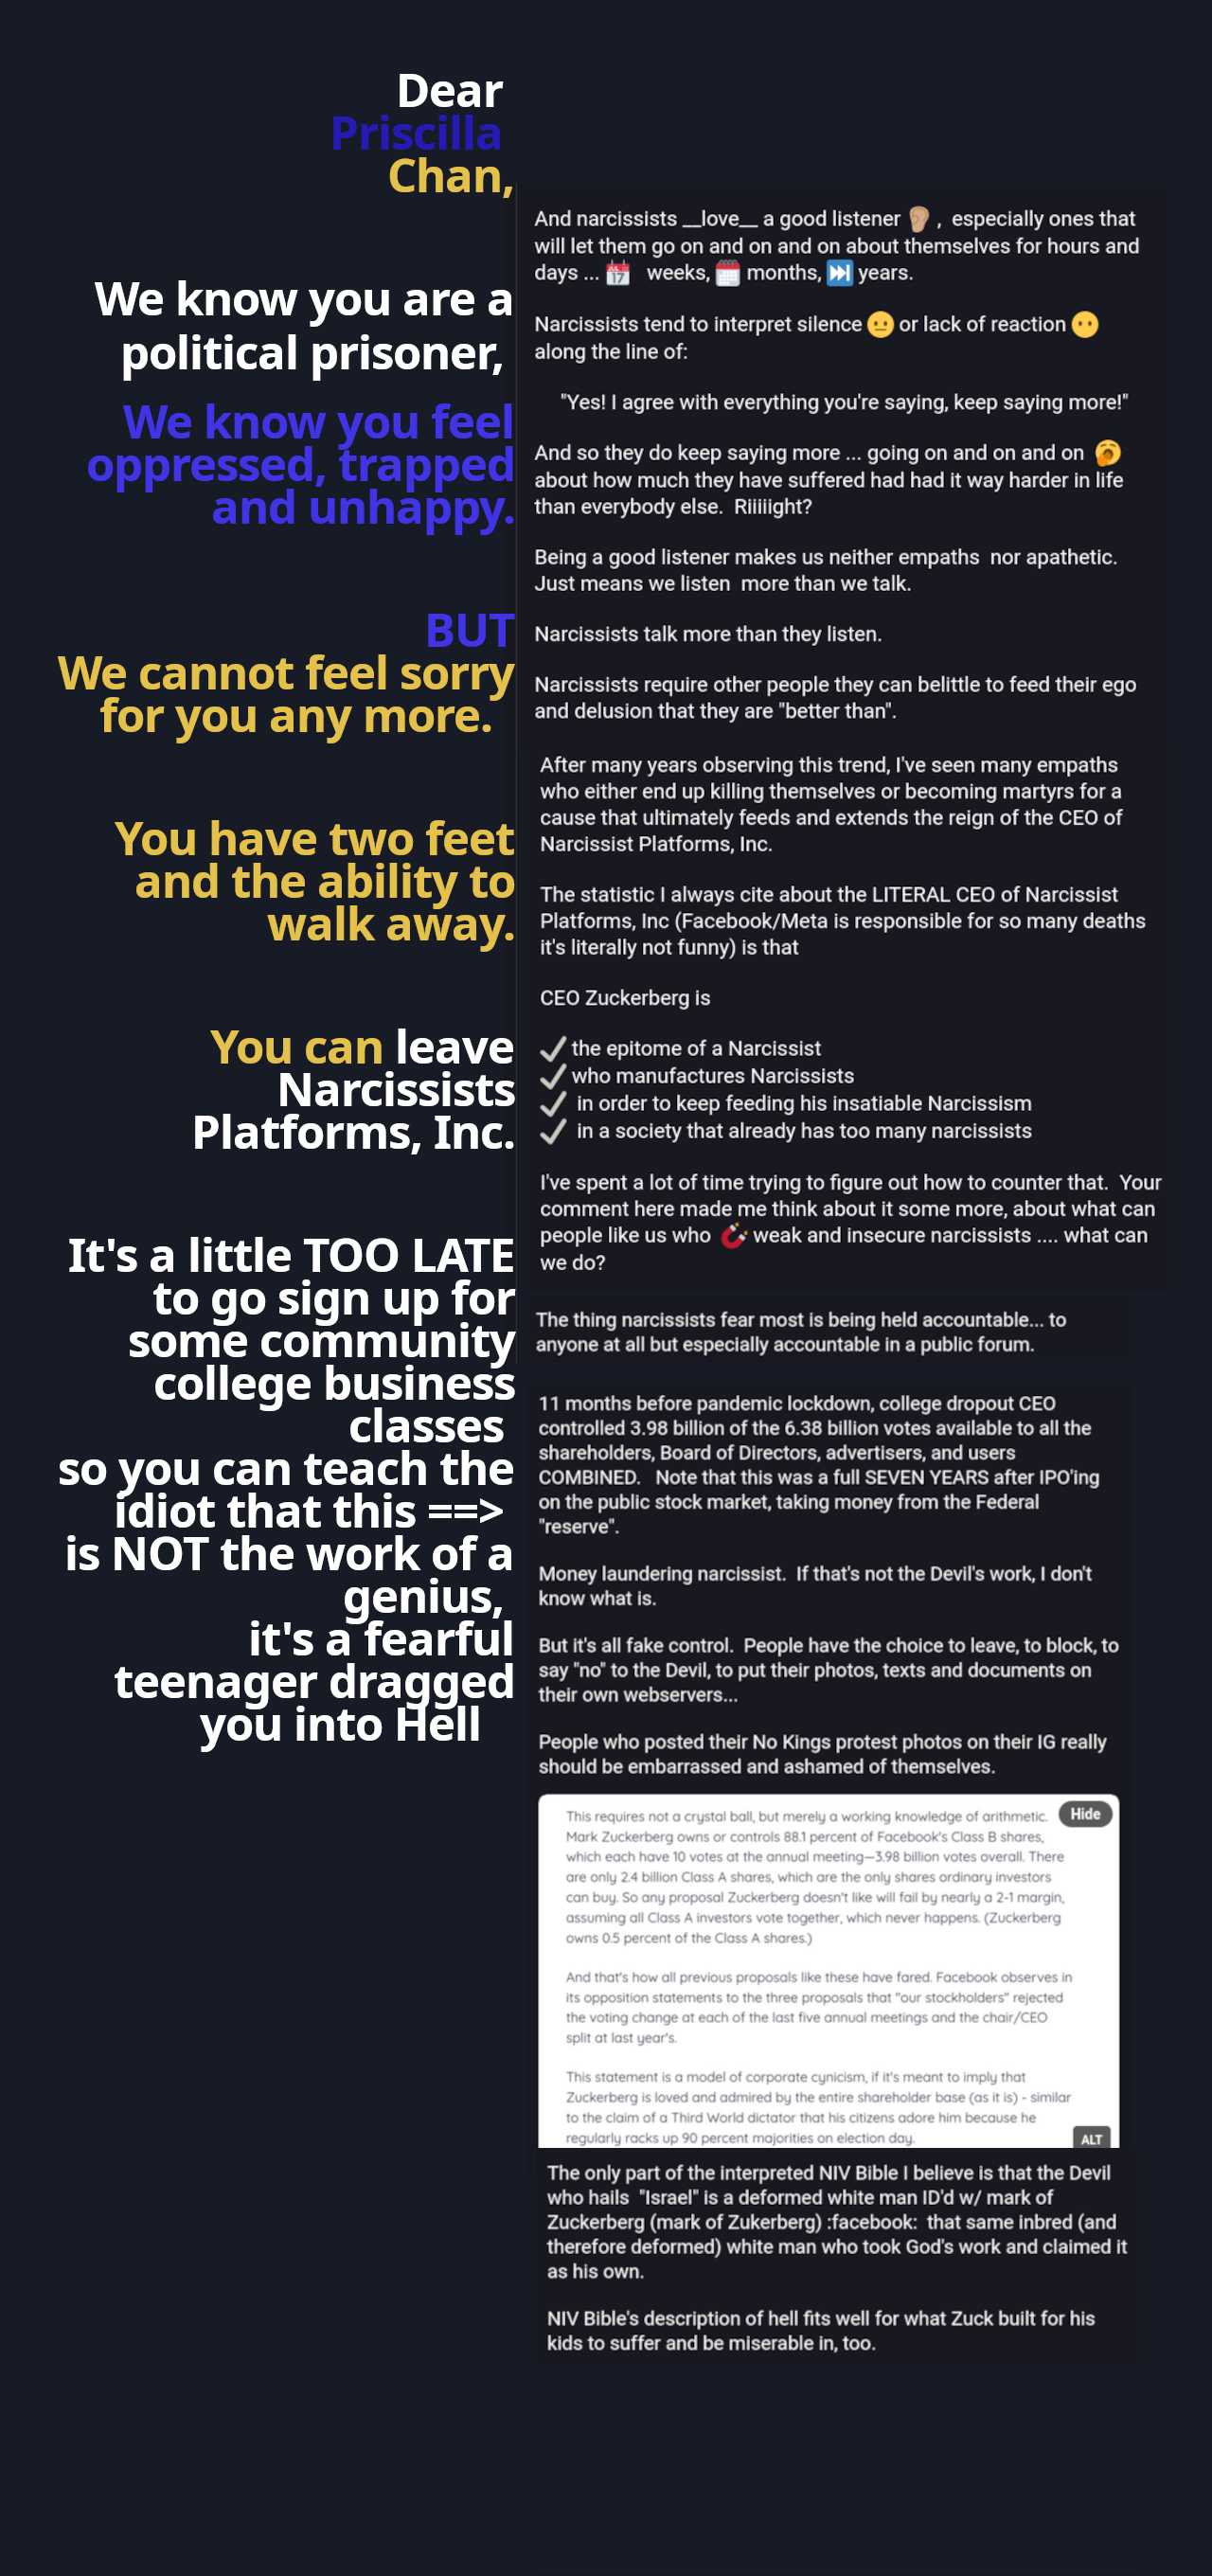 Dear
Priscilla
Chan,
We know you are a
political prisoner,
We know you feel
oppressed, trapped
and unhappy.
BUT
We cannot feel sorry
for you any more.
You have two feet
and the ability to
walk away.
You can leave
Narcissists
Platforms, Inc.
It's a little TOO LATE
to go sign up for
some community
college business
classes
so you can teach the
idiot that this ==>
is NOT the work of a
genius,
it's a fearful
teenager dragged
you into Hell
And narcissists __love__ a good listener 👂🏼 , especially ones that
will let them go on and on and on about themselves for hours and
days ... 📅 weeks, 🗓 months, ⏭ years.
Narcissists tend to interpret silence 😐 or lack of reaction 😶
along the line of:
"Yes! I agree with everything you're saying, keep saying more!"
And so they do keep saying more ... going on and on and on 🥱
about how much they have suffered had had it way harder in life
than everybody else. Riiiiight?
Being a good listener makes us neither empaths nor apathetic.
Just means we listen more than we talk.
Narcissists talk more than they listen.
Narcissists require other people they can belittle to feed their ego
and delusion that they are "better than".
After many years observing this trend, I've seen many empaths
who either end up killing themselves or becoming martyrs for a
cause that ultimately feeds and extends the reign of the CEO of
Narcissist Platforms, Inc.
The statistic I always cite about the LITERAL CEO of Narcissist
Platforms, Inc (Facebook/Meta is responsible for so many deaths
it's literally not funny) is that
CEO Zuckerberg is
✔ the epitome of a Narcissist
✔ who manufactures Narcissists
✔ in order to keep feeding his insatiable Narcissism
✔ in a society that already has too many narcissists
I've spent a lot of time trying to figure out how to counter that. Your
comment here made me think about it some more, about what can
people like us who 🧲 weak and insecure narcissists .... what can
we do?
The thing narcissists fear most is being held accountable... to
anyone at all but especially accountable in a public forum.
11 months before pandemic lockdown, college dropout CEO
controlled 3.98 billion of the 6.38 billion votes available to all the
shareholders, Board of Directors, advertisers, and users
COMBINED. Note that this was a full SEVEN YEARS after IPO'ing
on the public stock market, taking money from the Federal
"reserve".
Money laundering narcissist. If that's not the Devil's work, I don't
know what is.
But it's all fake control. People have the choice to leave, to block, to
say "no" to the Devil, to put their photos, texts and documents on
their own webservers...
People who posted their No Kings protest photos on their IG really
should be embarrassed and ashamed of themselves.
Hide
This requires not a crystal ball, but merely a working knowledge of arithmetic.
Mark Zuckerberg owns or controls 88.1 percent of Facebook's Class B shares,
which each have 10 votes at the annual meeting—3.98 billion votes overall. There
are only 2.4 billion Class A shares, which are the only shares ordinary investors
can buy. So any proposal Zuckerberg doesn't like will fail by nearly a 2-1 margin,
assuming all Class A investors vote together, which never happens. (Zuckerberg
owns 0.5 percent of the Class A shares.)
And that's how all previous proposals like these have fared. Facebook observes in
its opposition statements to the three proposals that "our stockholders" rejected
the voting change at each of the last five annual meetings and the chair/CEO
split at last year's.
This statement is a model of corporate cynicism, if it's meant to imply that
Zuckerberg is loved and admired by the entire shareholder base (as it is) - similar
to the claim of a Third World dictator that his citizens adore him because he
regularly racks up 90 percent majorities on election day.
ALT
The only part of the interpreted NIV Bible I believe is that the Devil
who hails "Israel" is a deformed white man ID'd w/ mark of
Zuckerberg (mark of Zukerberg) :facebook: that same inbred (and
therefore deformed) white man who took God's work and claimed it
as his own.
NIV Bible's description of hell fits well for what Zuck built for his
kids to suffer and be miserable in, too.